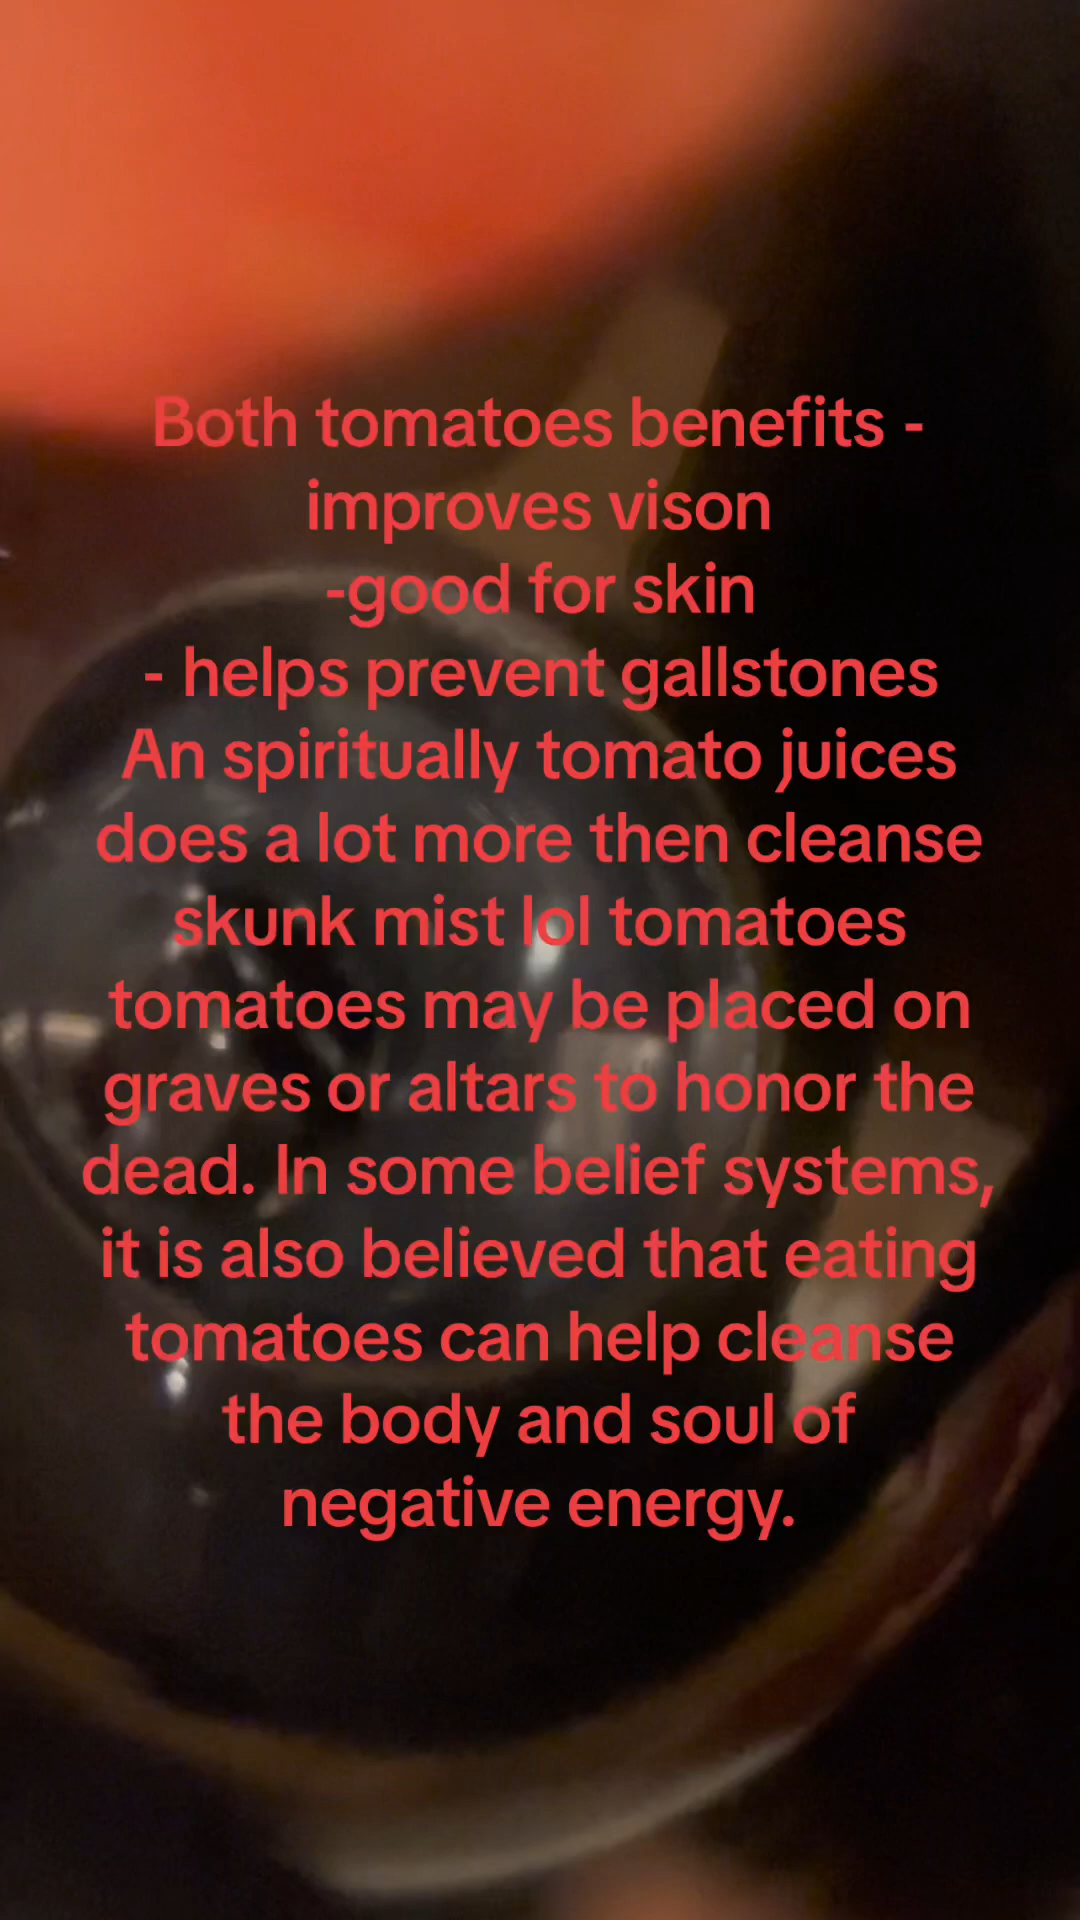 Both tomatoes benefits -
improves vison
-good for skin
- helps prevent gallstones
An spiritually tomato juices
does a lot more then cleanse
skunk mist lol tomatoes
tomatoes may be placed on
graves or altars to honor the
dead. In some belief systems,
it is also believed that eating
tomatoes can help cleanse
the body and soul of
negative energy.